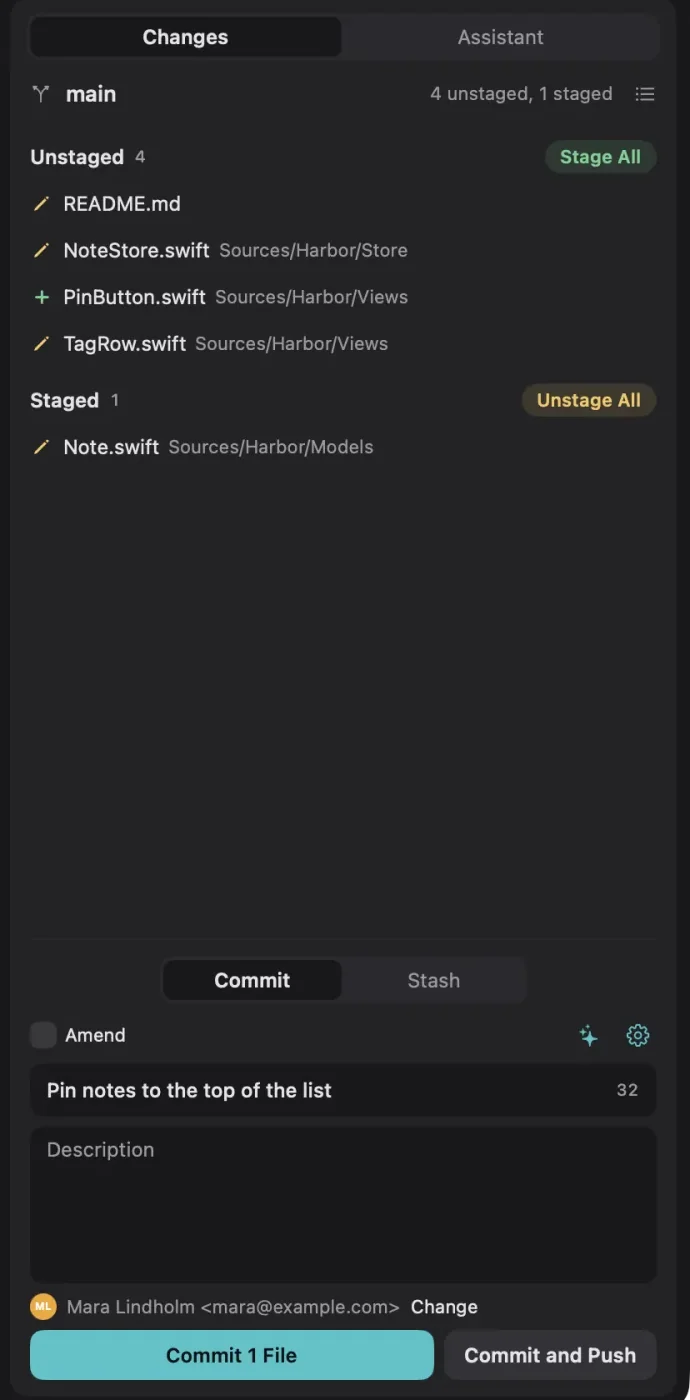 Changes Assistant
main 4 unstaged, 1 staged
Unstaged 4 Stage All
README.md
NoteStore.swift Sources/Harbor/Store
PinButton.swift Sources/Harbor/Views
TagRow.swift Sources/Harbor/Views
Staged 1 Unstage All
Note.swift Sources/Harbor/Models
Commit Stash
Amend
Pin notes to the top of the list 32
Description
ML Mara Lindholm <mara@example.com> Change
Commit 1 File Commit and Push